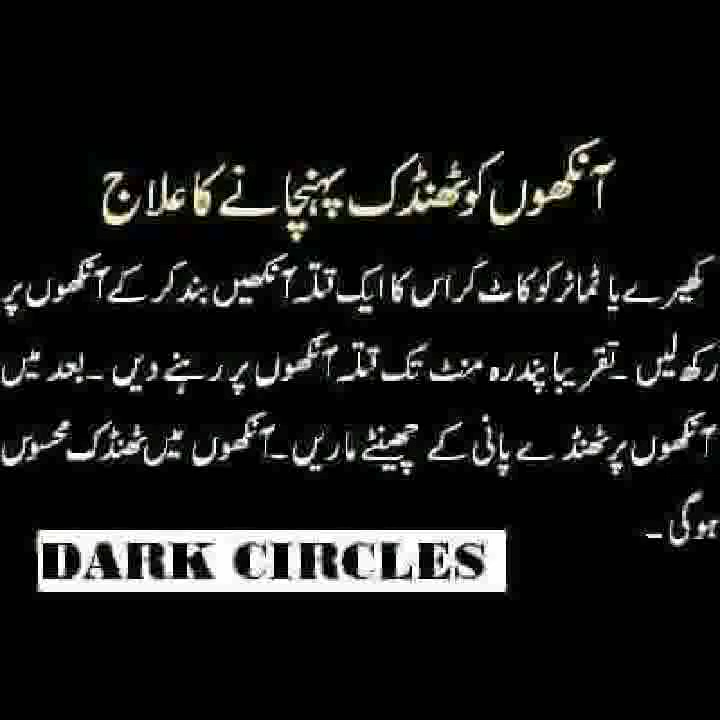 آنکھوں کو ٹھنڈک پہنچانے کا علاج
کھیرے یا ٹماٹر کو کاٹ کر اس کا ایک قتلہ آنکھیں بند کر کے آنکھوں پر
رکھ لیں ۔ تقریبا پندرہ منٹ تک قتلہ آنکھوں پر رہنے دیں ۔ بعد میں
آنکھوں پر ٹھنڈے پانی کے چھینٹے ماریں ۔ آنکھوں میں ٹھنڈک محسوس
ہوگی ۔
DARK CIRCLES